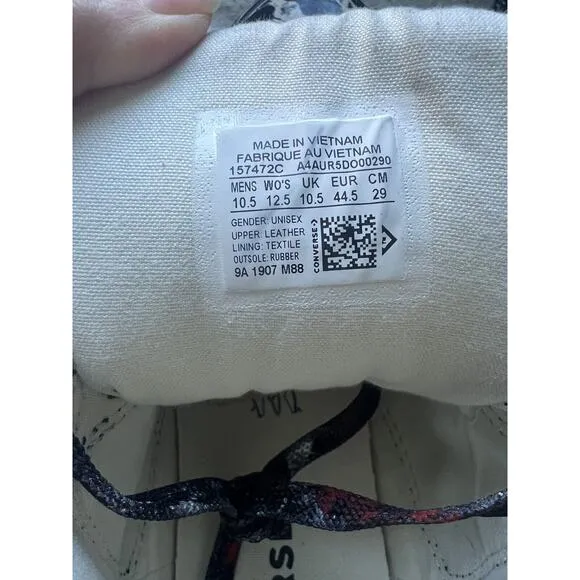 MADE IN VIETNAM
FABRIQUE AU VIETNAM
157472C A4AUR5DO00290
MENS WO'S UK EUR CM
10.5 12.5 10.5 44.5 29
GENDER: UNISEX
UPPER: LEATHER
LINING: TEXTILE
OUTSOLE: RUBBER
9A 1907 M88
CONVERSE
TM